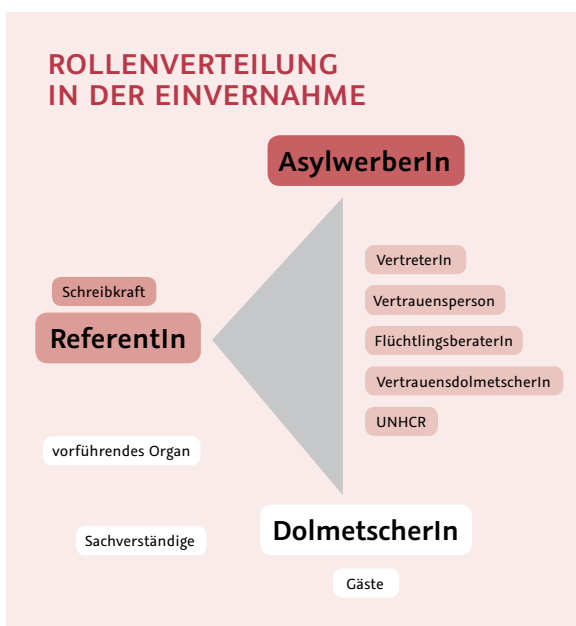 ROLLENVERTEILUNG
IN DER EINVERNAHME
AsylwerberIn
VertreterIn
Schreibkraft
Vertrauensperson
ReferentIn
FlüchtlingsberaterIn
VertrauensdolmetscherIn
UNHCR
vorführendes Organ
DolmetscherIn
Sachverständige
Gäste